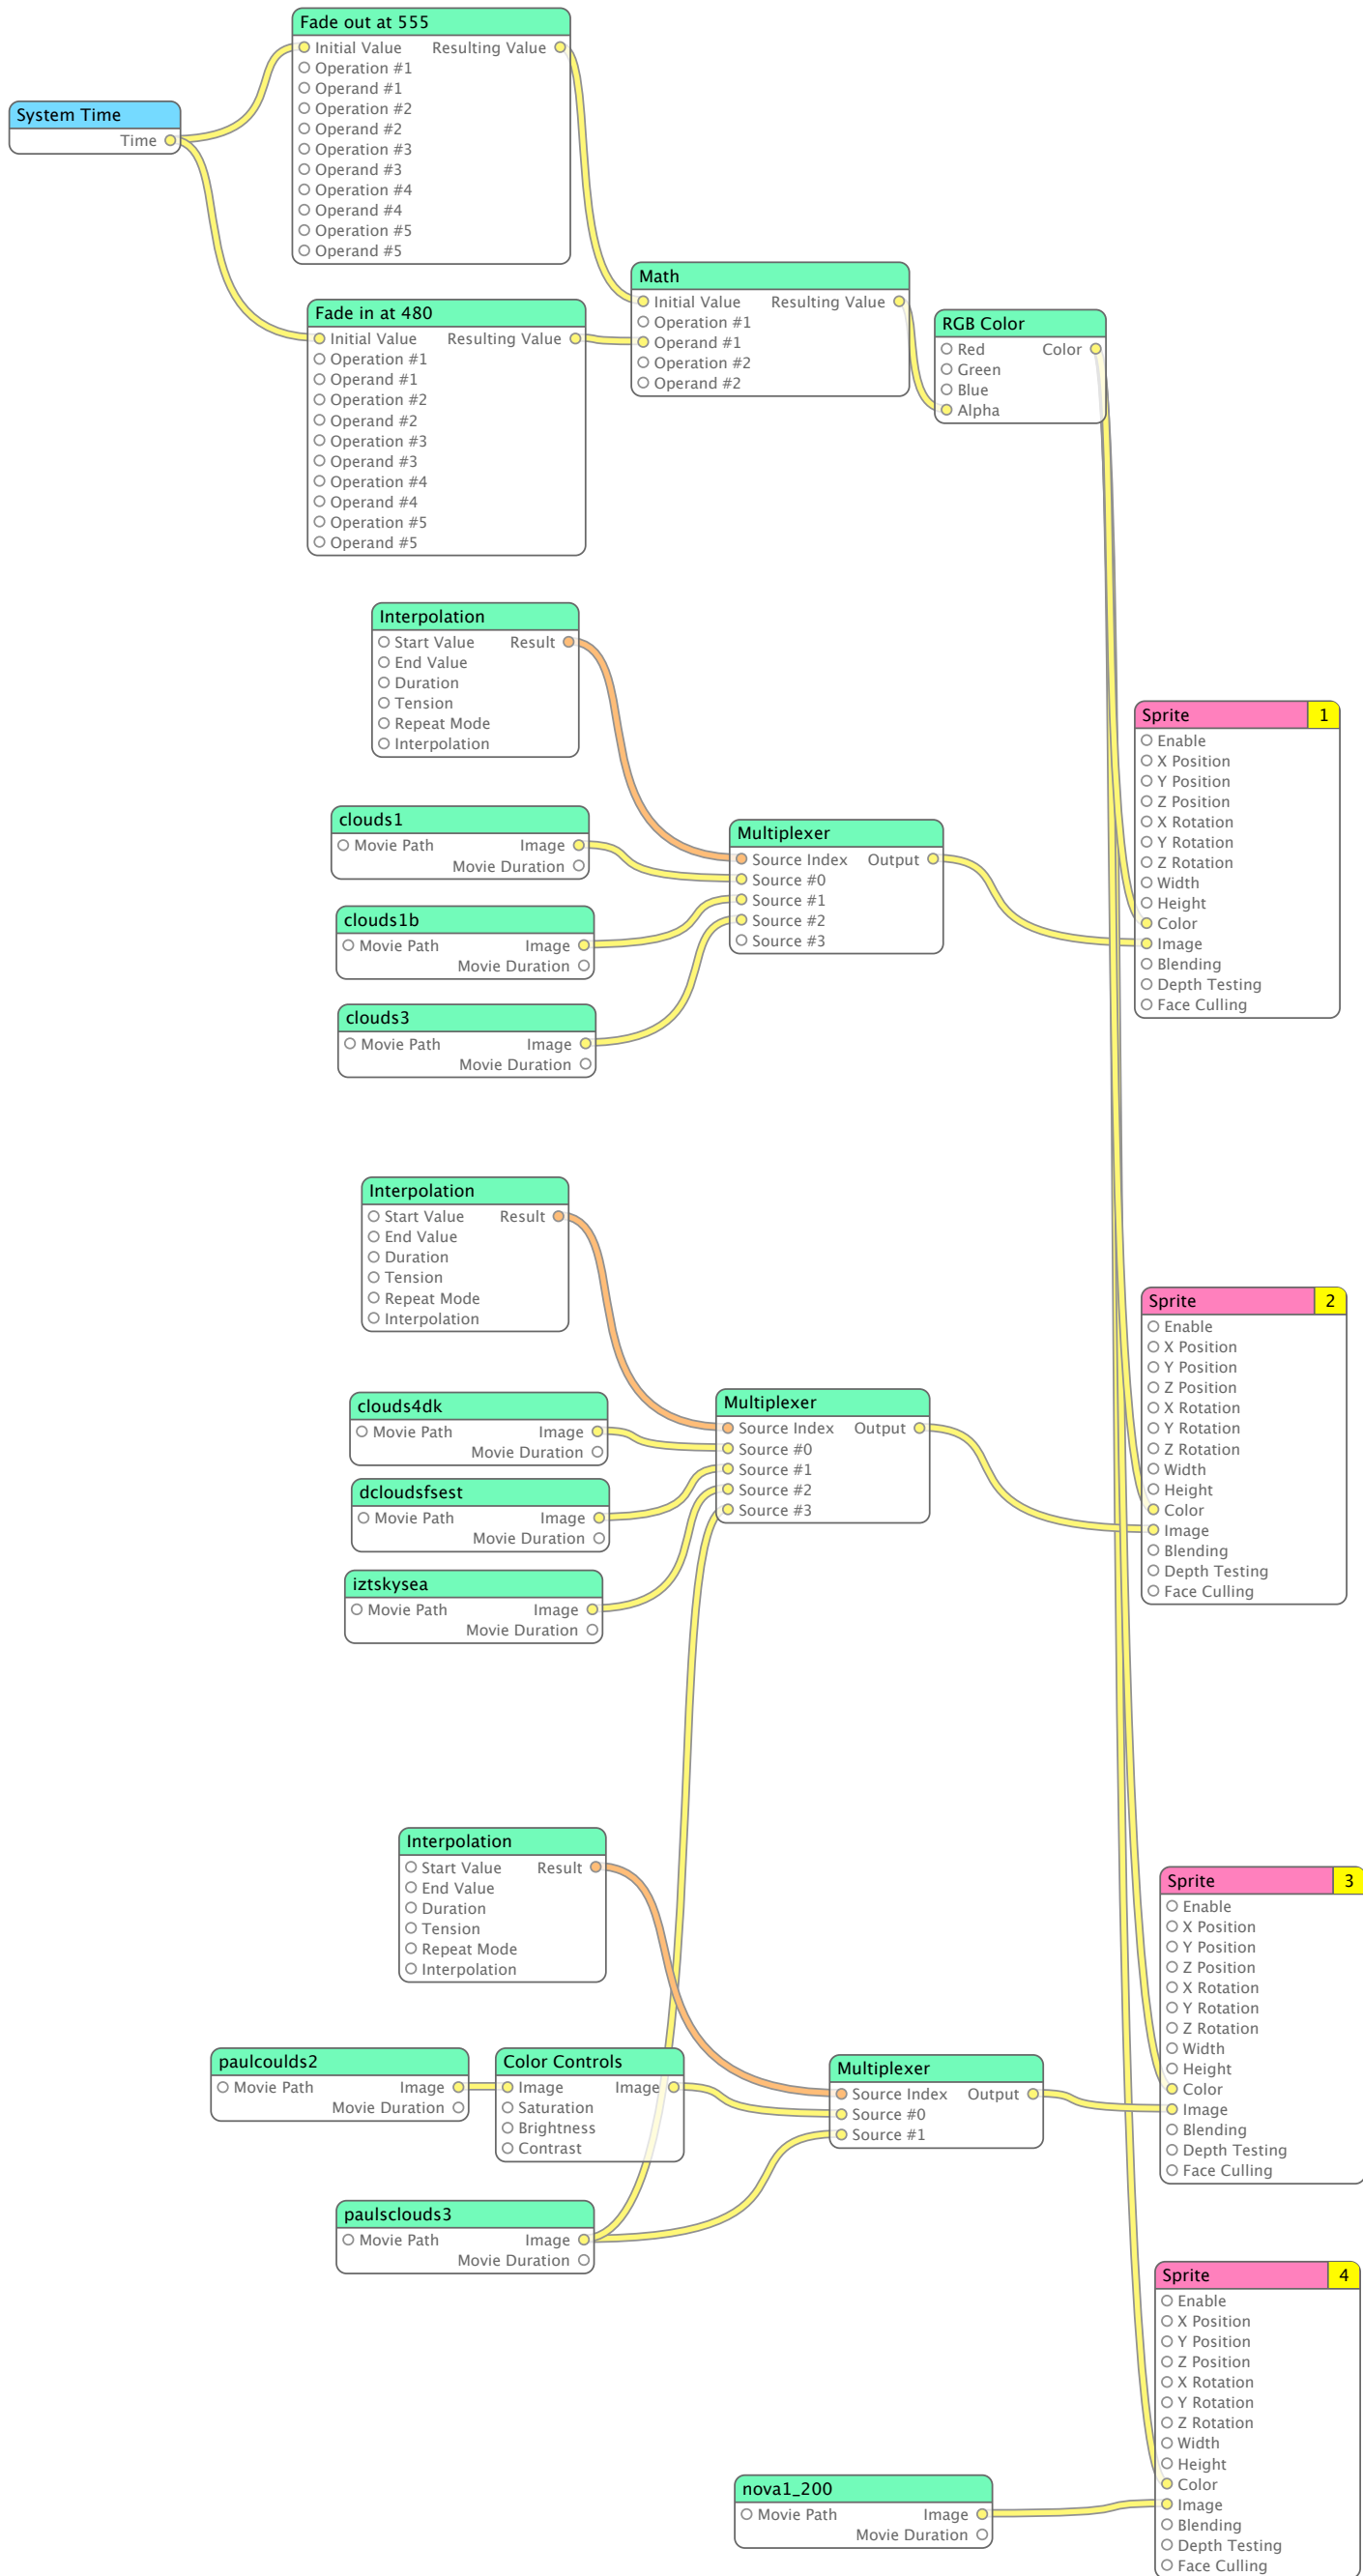 Fade out at 555
Initial Value Resulting Value
Operation #1
Operand #1
Operation #2
Operand #2
Operation #3
Operand #3
Operation #4
Operand #4
Operation #5
Operand #5
System Time
Time
Fade in at 480
Initial Value Resulting Value
Operation #1
Operand #1
Operation #2
Operand #2
Operation #3
Operand #3
Operation #4
Operand #4
Operation #5
Operand #5
Math
Initial Value Resulting Value
Operation #1
Operand #1
Operation #2
Operand #2
RGB Color
Red Color
Green
Blue
Alpha
Interpolation
Start Value Result
End Value
Duration
Tension
Repeat Mode
Interpolation
clouds1
Movie Path Image
Movie Duration
clouds1b
Movie Path Image
Movie Duration
clouds3
Movie Path Image
Movie Duration
Multiplexer
Source Index Output
Source #0
Source #1
Source #2
Source #3
Sprite 1
Enable
X Position
Y Position
Z Position
X Rotation
Y Rotation
Z Rotation
Width
Height
Color
Image
Blending
Depth Testing
Face Culling
Interpolation
Start Value Result
End Value
Duration
Tension
Repeat Mode
Interpolation
clouds4dk
Movie Path Image
Movie Duration
dcloudsfsest
Movie Path Image
Movie Duration
iztskysea
Movie Path Image
Movie Duration
Multiplexer
Source Index Output
Source #0
Source #1
Source #2
Source #3
Sprite 2
Enable
X Position
Y Position
Z Position
X Rotation
Y Rotation
Z Rotation
Width
Height
Color
Image
Blending
Depth Testing
Face Culling
Interpolation
Start Value Result
End Value
Duration
Tension
Repeat Mode
Interpolation
paulcoulds2
Movie Path Image
Movie Duration
Color Controls
Image Image
Saturation
Brightness
Contrast
paulsclouds3
Movie Path Image
Movie Duration
Multiplexer
Source Index Output
Source #0
Source #1
Sprite 3
Enable
X Position
Y Position
Z Position
X Rotation
Y Rotation
Z Rotation
Width
Height
Color
Image
Blending
Depth Testing
Face Culling
nova1_200
Movie Path Image
Movie Duration
Sprite 4
Enable
X Position
Y Position
Z Position
X Rotation
Y Rotation
Z Rotation
Width
Height
Color
Image
Blending
Depth Testing
Face Culling